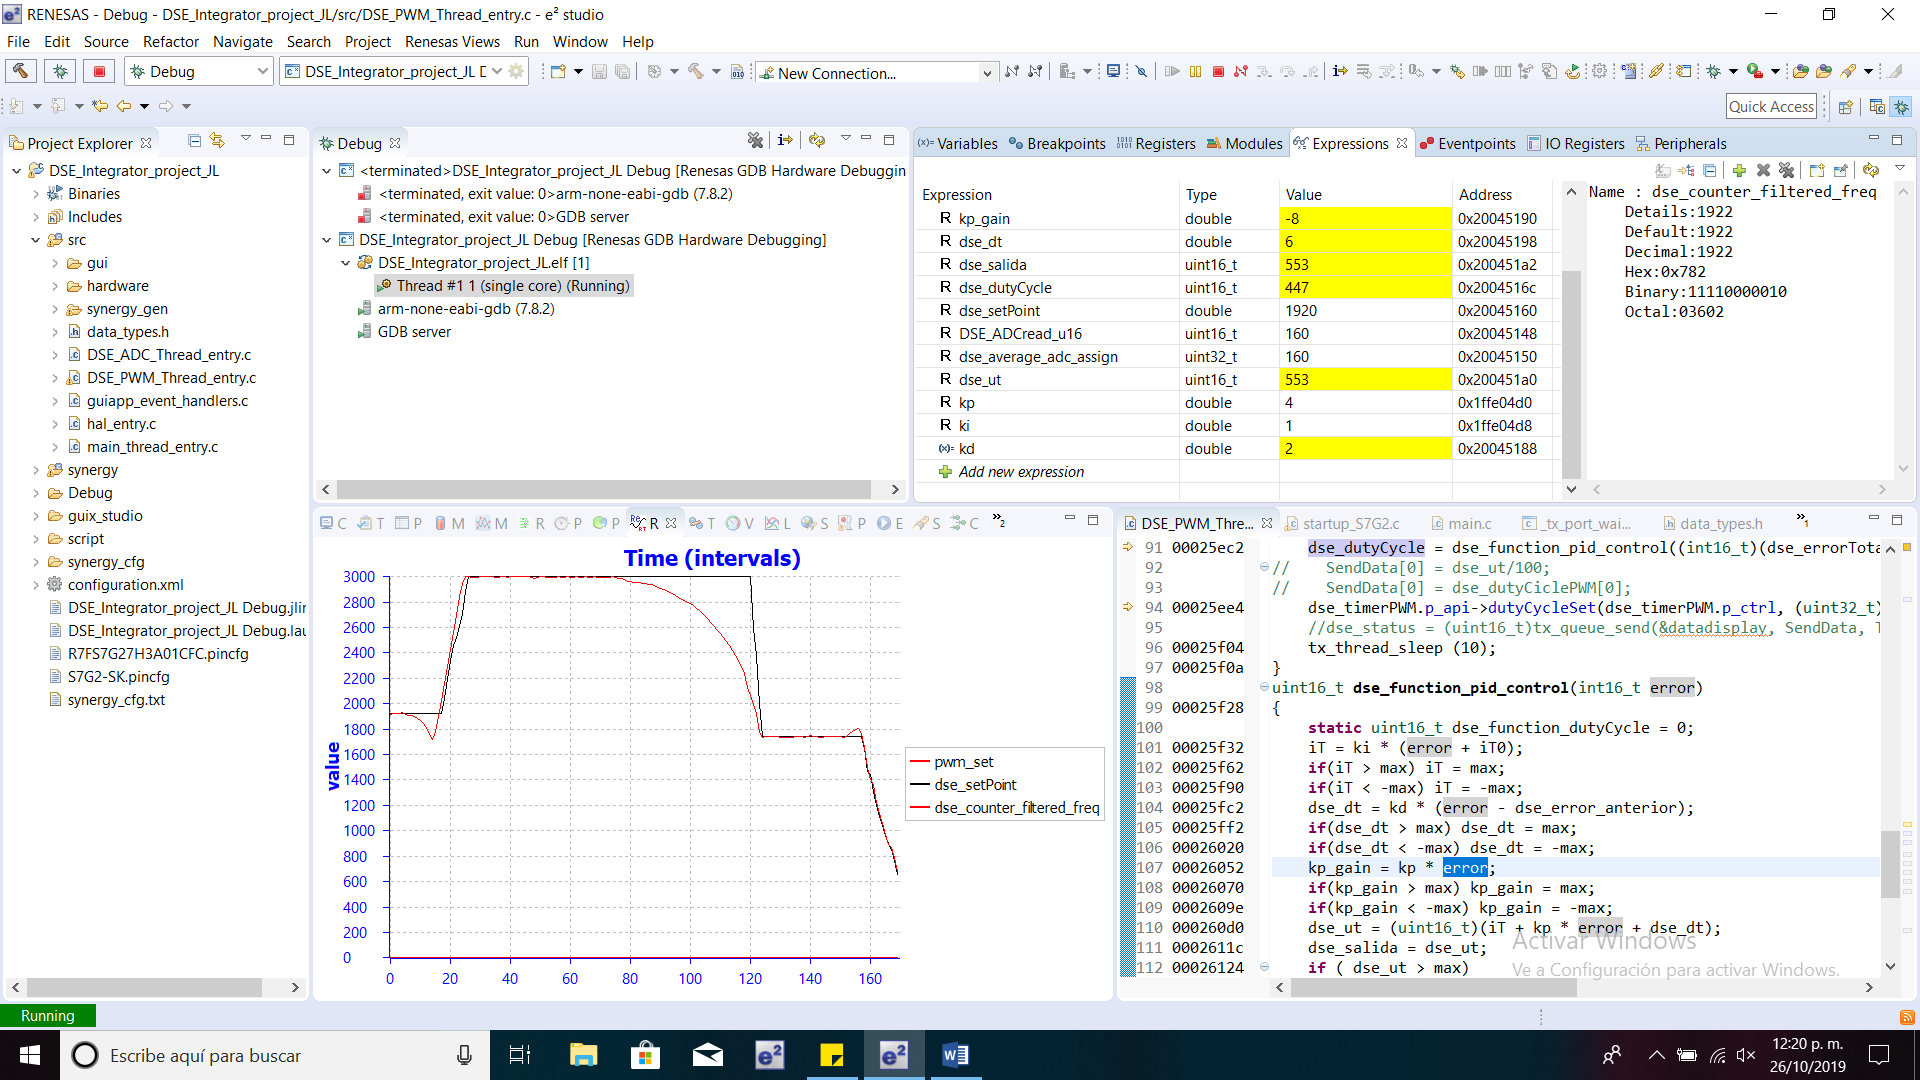 RENESAS - Debug - DSE_Integrator_project_JL/src/DSE_PWM_Thread_entry.c - e² studio
File Edit Source Refactor Navigate Search Project Renesas Views Run Window Help
Debug DSE_Integrator_project_JL D New Connection...
Quick Access
Project Explorer
DSE_Integrator_project_JL
Binaries
Includes
src
gui
hardware
synergy_gen
data_types.h
DSE_ADC_Thread_entry.c
DSE_PWM_Thread_entry.c
guiapp_event_handlers.c
hal_entry.c
main_thread_entry.c
synergy
Debug
guix_studio
script
synergy_cfg
configuration.xml
DSE_Integrator_project_JL Debug.jlin
DSE_Integrator_project_JL Debug.lau
R7FS7G27H3A01CFC.pincfg
S7G2-SK.pincfg
synergy_cfg.txt
Debug
<terminated>DSE_Integrator_project_JL Debug [Renesas GDB Hardware Debuggin
<terminated, exit value: 0>arm-none-eabi-gdb (7.8.2)
<terminated, exit value: 0>GDB server
DSE_Integrator_project_JL Debug [Renesas GDB Hardware Debugging]
DSE_Integrator_project_JL.elf [1]
Thread #1 1 (single core) (Running)
arm-none-eabi-gdb (7.8.2)
GDB server
Variables Breakpoints Registers Modules Expressions Eventpoints IO Registers Peripherals
Expression Type Value Address
kp_gain double -8 0x20045190
dse_dt double 6 0x20045198
dse_salida uint16_t 553 0x200451a2
dse_dutyCycle uint16_t 447 0x2004516c
dse_setPoint double 1920 0x20045160
DSE_ADCread_u16 uint16_t 160 0x20045148
dse_average_adc_assign uint32_t 160 0x20045150
dse_ut uint16_t 553 0x200451a0
kp double 4 0x1ffe04d0
ki double 1 0x1ffe04d8
kd double 2 0x20045188
Add new expression
Name : dse_counter_filtered_freq
Details:1922
Default:1922
Decimal:1922
Hex:0x782
Binary:11110000010
Octal:03602
C T P M M R P P R T V L S P E S C »2
Time (intervals)
value
3000
2800
2600
2400
2200
2000
1800
1600
1400
1200
1000
800
600
400
200
0
0 20 40 60 80 100 120 140 160
pwm_set
dse_setPoint
dse_counter_filtered_freq
DSE_PWM_Thre... startup_S7G2.c main.c _tx_port_wai... data_types.h »1
91 00025ec2 dse_dutyCycle = dse_function_pid_control((int16_t)(dse_errorTota
92 // SendData[0] = dse_ut/100;
93 // SendData[0] = dse_dutyCiclePWM[0];
94 00025ee4 dse_timerPWM.p_api->dutyCycleSet(dse_timerPWM.p_ctrl, (uint32_t)
95 //dse_status = (uint16_t)tx_queue_send(&datadisplay, SendData, T
96 00025f04 tx_thread_sleep (10);
97 00025f0a }
98 uint16_t dse_function_pid_control(int16_t error)
99 00025f28 {
100 static uint16_t dse_function_dutyCycle = 0;
101 00025f32 iT = ki * (error + iT0);
102 00025f62 if(iT > max) iT = max;
103 00025f90 if(iT < -max) iT = -max;
104 00025fc2 dse_dt = kd * (error - dse_error_anterior);
105 00025ff2 if(dse_dt > max) dse_dt = max;
106 00026020 if(dse_dt < -max) dse_dt = -max;
107 00026052 kp_gain = kp * error;
108 00026070 if(kp_gain > max) kp_gain = max;
109 0002609e if(kp_gain < -max) kp_gain = -max;
110 000260d0 dse_ut = (uint16_t)(iT + kp * error + dse_dt);
111 0002611c dse_salida = dse_ut;
112 00026124 if ( dse_ut > max)
Activar Windows
Ve a Configuración para activar Windows.
Running
Escribe aquí para buscar
12:20 p. m.
26/10/2019